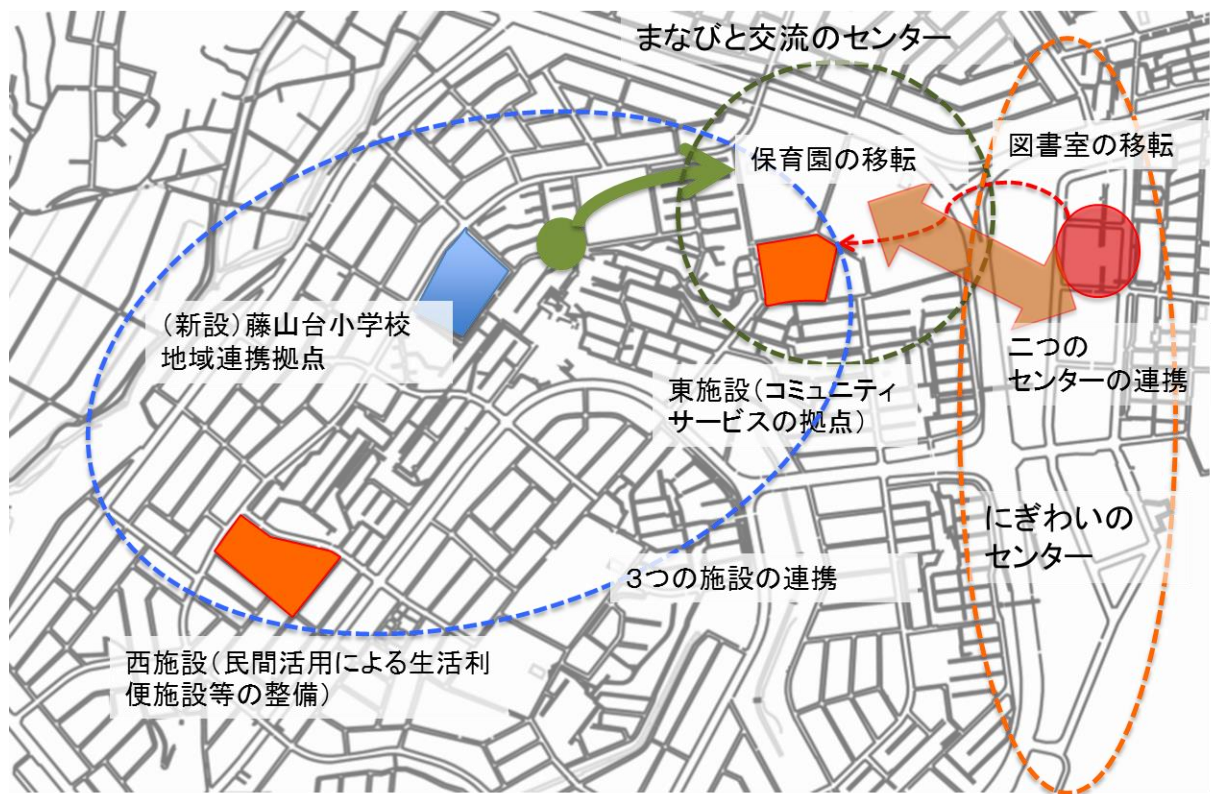 まなびと交流のセンター
保育園の移転
図書室の移転
（新設）藤山台小学校
地域連携拠点
二つの
センターの連携
東施設（コミュニティ
サービスの拠点）
にぎわいの
センター
３つの施設の連携
西施設（民間活用による生活利
便施設等の整備）